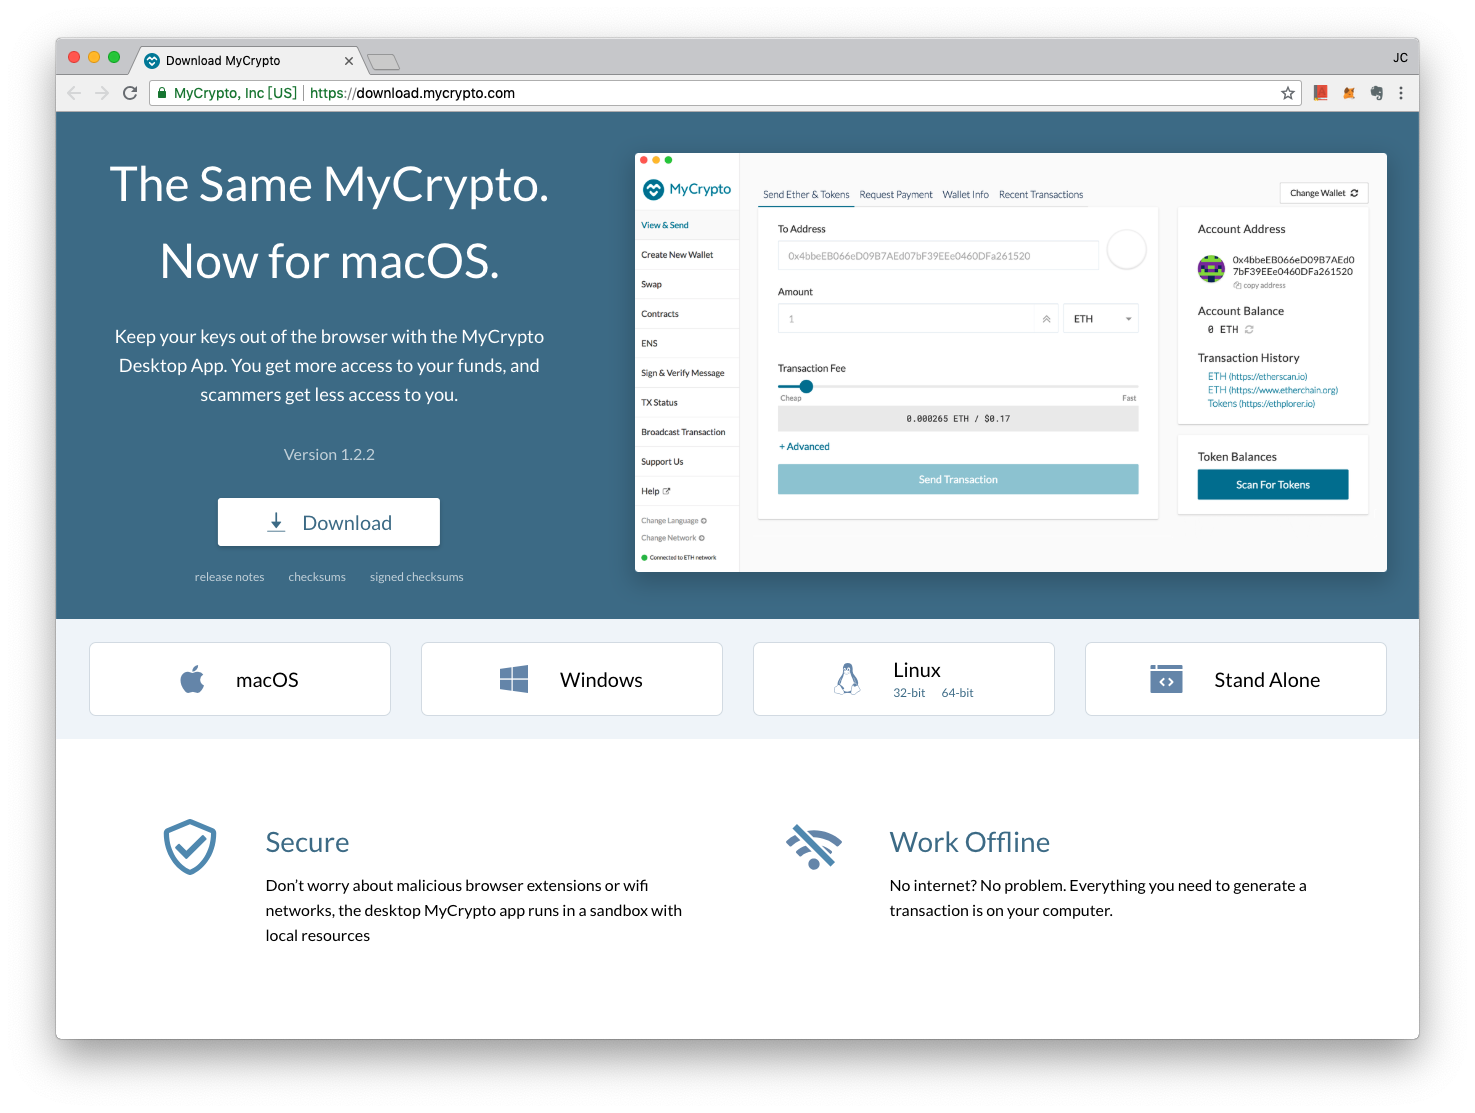 Download MyCrypto
JC
MyCrypto, Inc [US] | https://download.mycrypto.com
The Same MyCrypto.
Now for macOS.
Keep your keys out of the browser with the MyCrypto
Desktop App. You get more access to your funds, and
scammers get less access to you.
Version 1.2.2
Download
release notes checksums signed checksums
MyCrypto
View & Send
Create New Wallet
Swap
Contracts
ENS
Sign & Verify Message
TX Status
Broadcast Transaction
Support Us
Help
Change Language
Change Network
Connected to ETH network
Send Ether & Tokens Request Payment Wallet Info Recent Transactions
Change Wallet
To Address
0x4bbeEB066eD09B7AEd07bF39EEe0460DFa261520
Amount
1
ETH
Transaction Fee
Cheap Fast
0.000265 ETH / $0.17
+ Advanced
Send Transaction
Account Address
0x4bbeEB066eD09B7AEd0
7bF39EEe0460DFa261520
copy address
Account Balance
0 ETH
Transaction History
ETH (https://etherscan.io)
ETH (https://www.etherchain.org)
Tokens (https://ethplorer.io)
Token Balances
Scan For Tokens
macOS
Windows
Linux
32-bit 64-bit
Stand Alone
Secure
Don't worry about malicious browser extensions or wifi
networks, the desktop MyCrypto app runs in a sandbox with
local resources
Work Offline
No internet? No problem. Everything you need to generate a
transaction is on your computer.